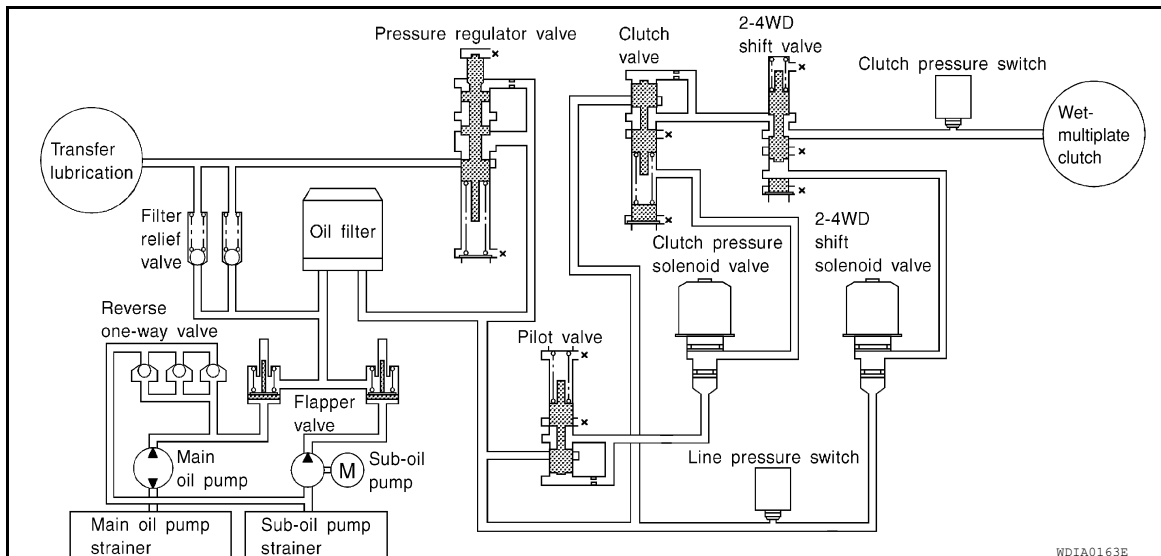 Pressure regulator valve
Clutch
valve
2-4WD
shift valve
Clutch pressure switch
Wet-
multiplate
clutch
Transfer
lubrication
Filter
relief
valve
Oil filter
Clutch pressure
solenoid valve
2-4WD
shift
solenoid valve
Reverse
one-way valve
Pilot valve
Flapper
valve
Main
oil pump
M
Sub-oil
pump
Line pressure switch
Main oil pump
strainer
Sub-oil pump
strainer
WDIA0163E